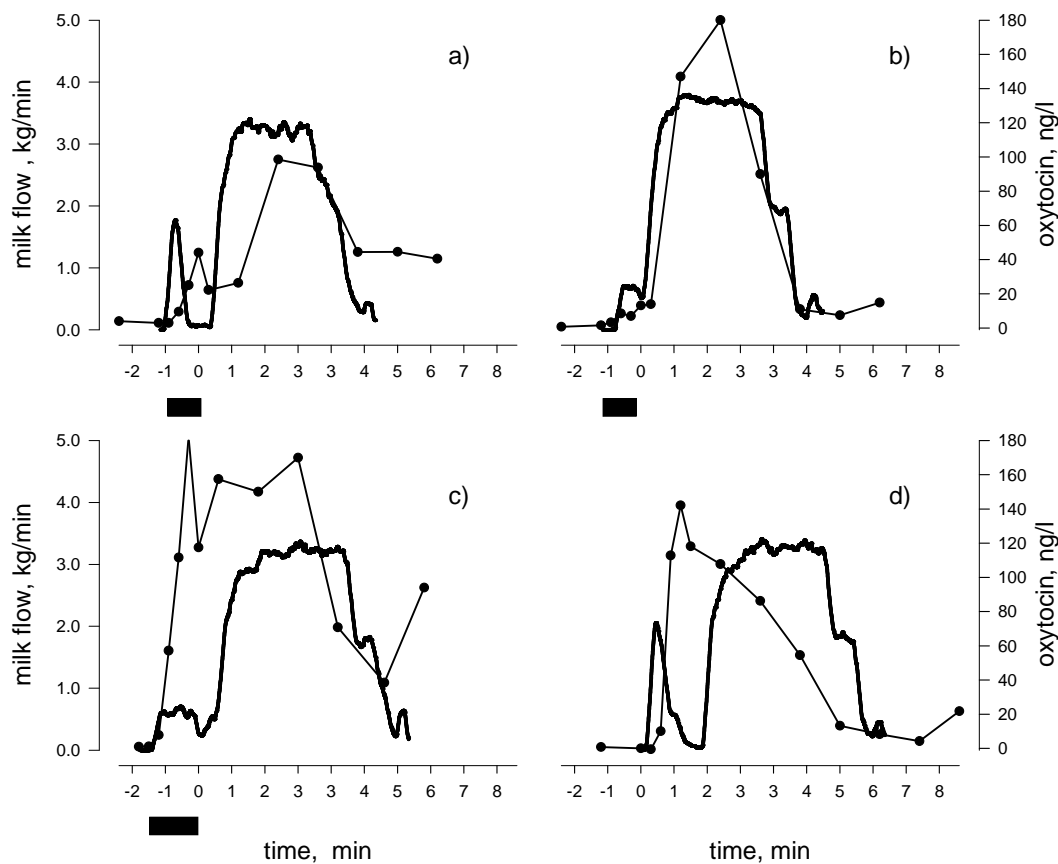 5.0
4.0
3.0
2.0
1.0
0.0
milk flow , kg/min
a)
-2 -1 0 1 2 3 4 5 6 7 8
b)
180
160
140
120
100
80
60
40
20
0
oxytocin, ng/l
-2 -1 0 1 2 3 4 5 6 7 8
5.0
4.0
3.0
2.0
1.0
0.0
milk flow, kg/min
c)
-2 -1 0 1 2 3 4 5 6 7 8
time, min
d)
180
160
140
120
100
80
60
40
20
0
oxytocin, ng/l
-2 -1 0 1 2 3 4 5 6 7 8
time, min